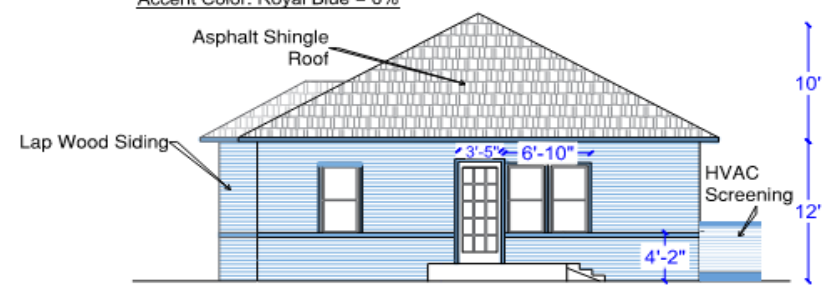 Accent Color: Royal Blue = 6%
Asphalt Shingle
Roof
10'
Lap Wood Siding
3'-5"
6'-10"
HVAC
Screening
12'
4'-2"